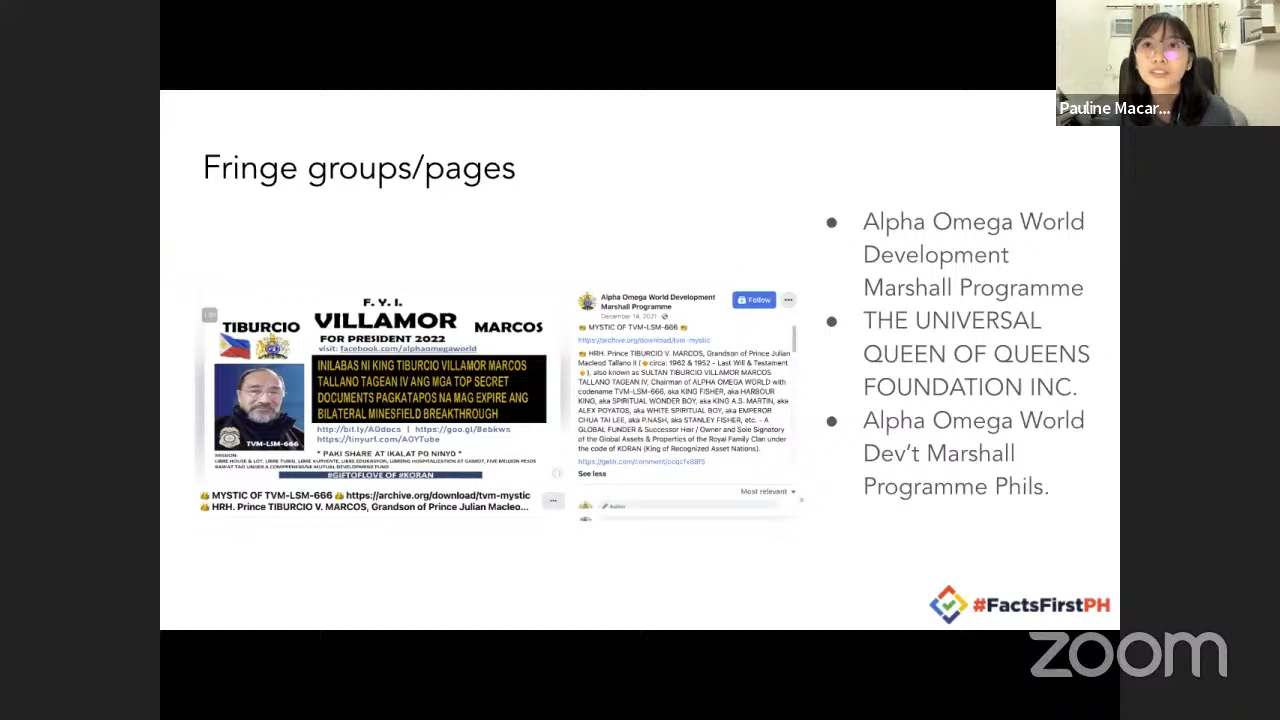 Pauline Macar...
Fringe groups/pages
F. Y. I.
TIBURCIO VILLAMOR MARCOS
FOR PRESIDENT 2022
visit: facebook.com/alphaomegaworld
INILABAS NI KING TIBURCIO VILLAMOR MARCOS
TALLANO TAGEAN IV ANG MGA TOP SECRET
DOCUMENTS PAGKATAPOS NA MAG EXPIRE ANG
BILATERAL MINESFIELD BREAKTHROUGH
TVM-LSM-666
http://bit.ly/AOdocs | https://goo.gl/Bebkws
https://tinyurl.com/AOYTube
* PAKI SHARE AT IKALAT PO NINYO *
MISSION:
#GIFTOFLOVE OF #KORAN
MYSTIC OF TVM-LSM-666 https://archive.org/download/tvm-mystic
HRH. Prince TIBURCIO V. MARCOS, Grandson of Prince Julian Macleo...
Alpha Omega World Development
Marshall Programme
December 14, 2021
Follow
MYSTIC OF TVM-LSM-666
https://archive.org/download/tvm-mystic
HRH. Prince TIBURCIO V. MARCOS, Grandson of Prince Julian
Macleod Tallano II (circa: 1962 & 1952 - Last Will & Testament
), also known as SULTAN TIBURCIO VILLAMOR MARCOS
TALLANO TAGEAN IV, Chairman of ALPHA OMEGA WORLD with
codename TVM-LSM-666, aka KING FISHER, aka HARBOUR
KING, aka SPIRITUAL WONDER BOY, aka KING A.S. MARTIN, aka
ALEX POYATOS, aka WHITE SPIRITUAL BOY, aka EMPEROR
CHUA TAI LEE, aka P.NASH, aka STANLEY FISHER, etc. - A
GLOBAL FUNDER & Successor Heir / Owner and Sole Signatory
of the Global Assets & Properties of the Royal Family Clan under
the code of KORAN (King of Recognized Asset Nations).
See less
Most relevant
Author
● Alpha Omega World
Development
Marshall Programme
● THE UNIVERSAL
QUEEN OF QUEENS
FOUNDATION INC.
● Alpha Omega World
Dev't Marshall
Programme Phils.
#FactsFirstPH
zoom